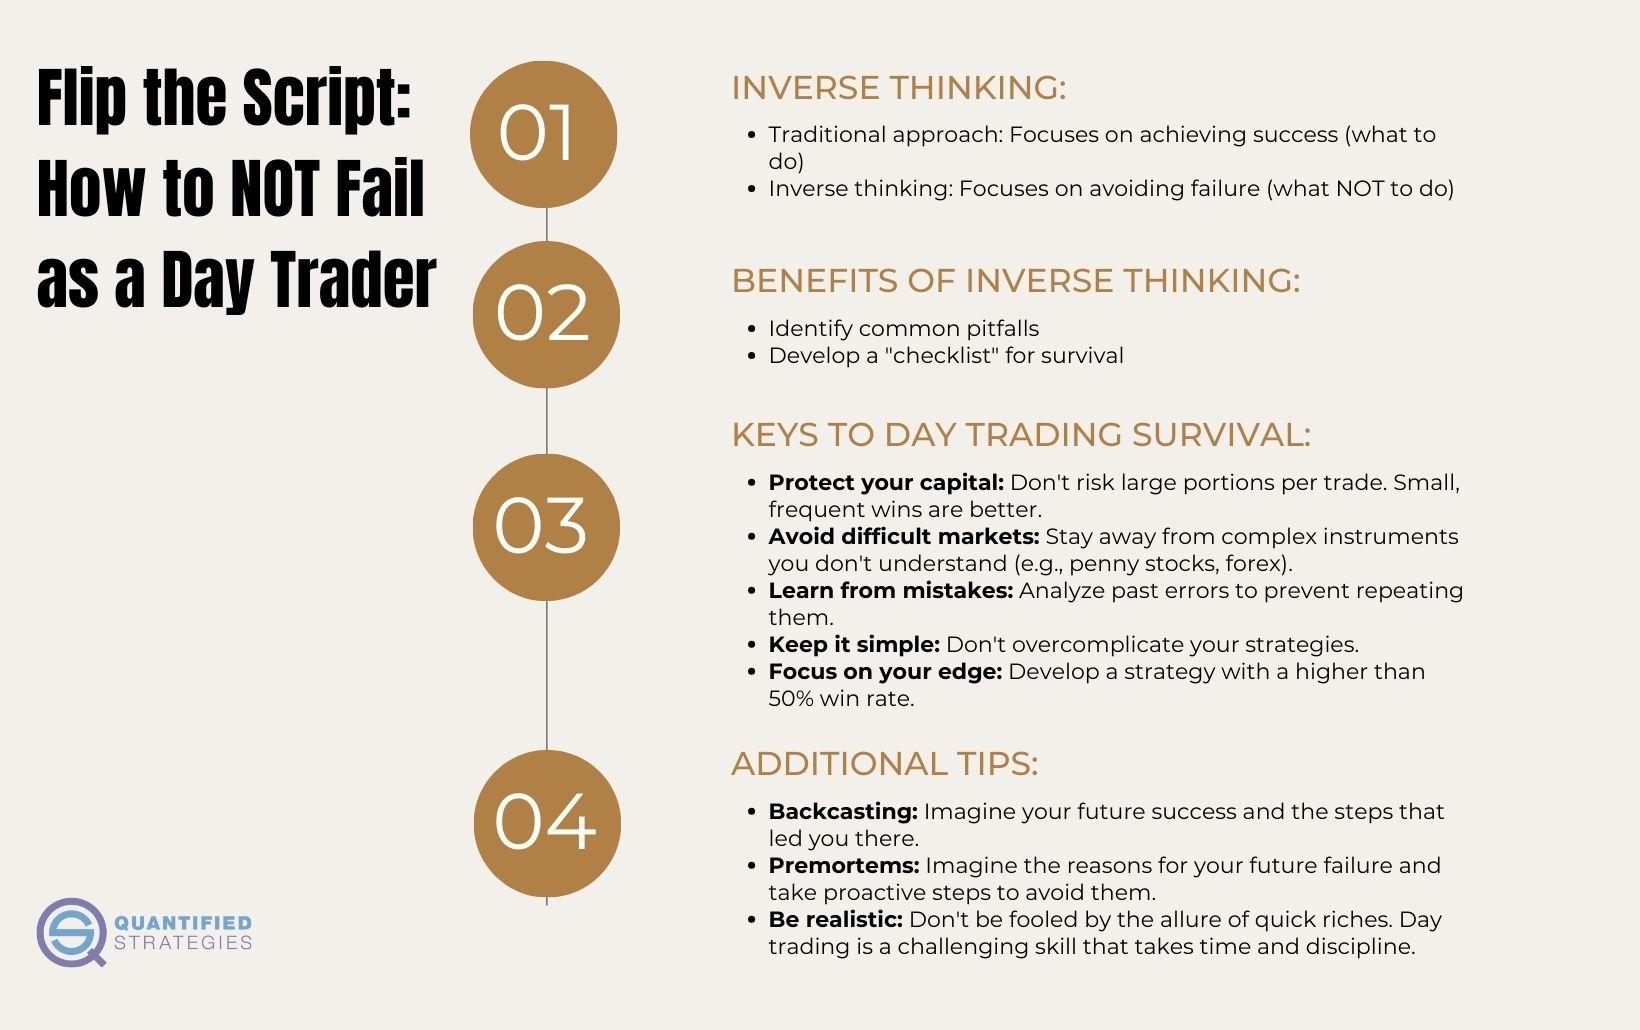 Flip the Script:
How to NOT Fail
as a Day Trader
01
INVERSE THINKING:
• Traditional approach: Focuses on achieving success (what to
do)
• Inverse thinking: Focuses on avoiding failure (what NOT to do)
02
BENEFITS OF INVERSE THINKING:
• Identify common pitfalls
• Develop a "checklist" for survival
03
KEYS TO DAY TRADING SURVIVAL:
• Protect your capital: Don't risk large portions per trade. Small,
frequent wins are better.
• Avoid difficult markets: Stay away from complex instruments
you don't understand (e.g., penny stocks, forex).
• Learn from mistakes: Analyze past errors to prevent repeating
them.
• Keep it simple: Don't overcomplicate your strategies.
• Focus on your edge: Develop a strategy with a higher than
50% win rate.
04
ADDITIONAL TIPS:
• Backcasting: Imagine your future success and the steps that
led you there.
• Premortems: Imagine the reasons for your future failure and
take proactive steps to avoid them.
• Be realistic: Don't be fooled by the allure of quick riches. Day
trading is a challenging skill that takes time and discipline.
QUANTIFIED
STRATEGIES